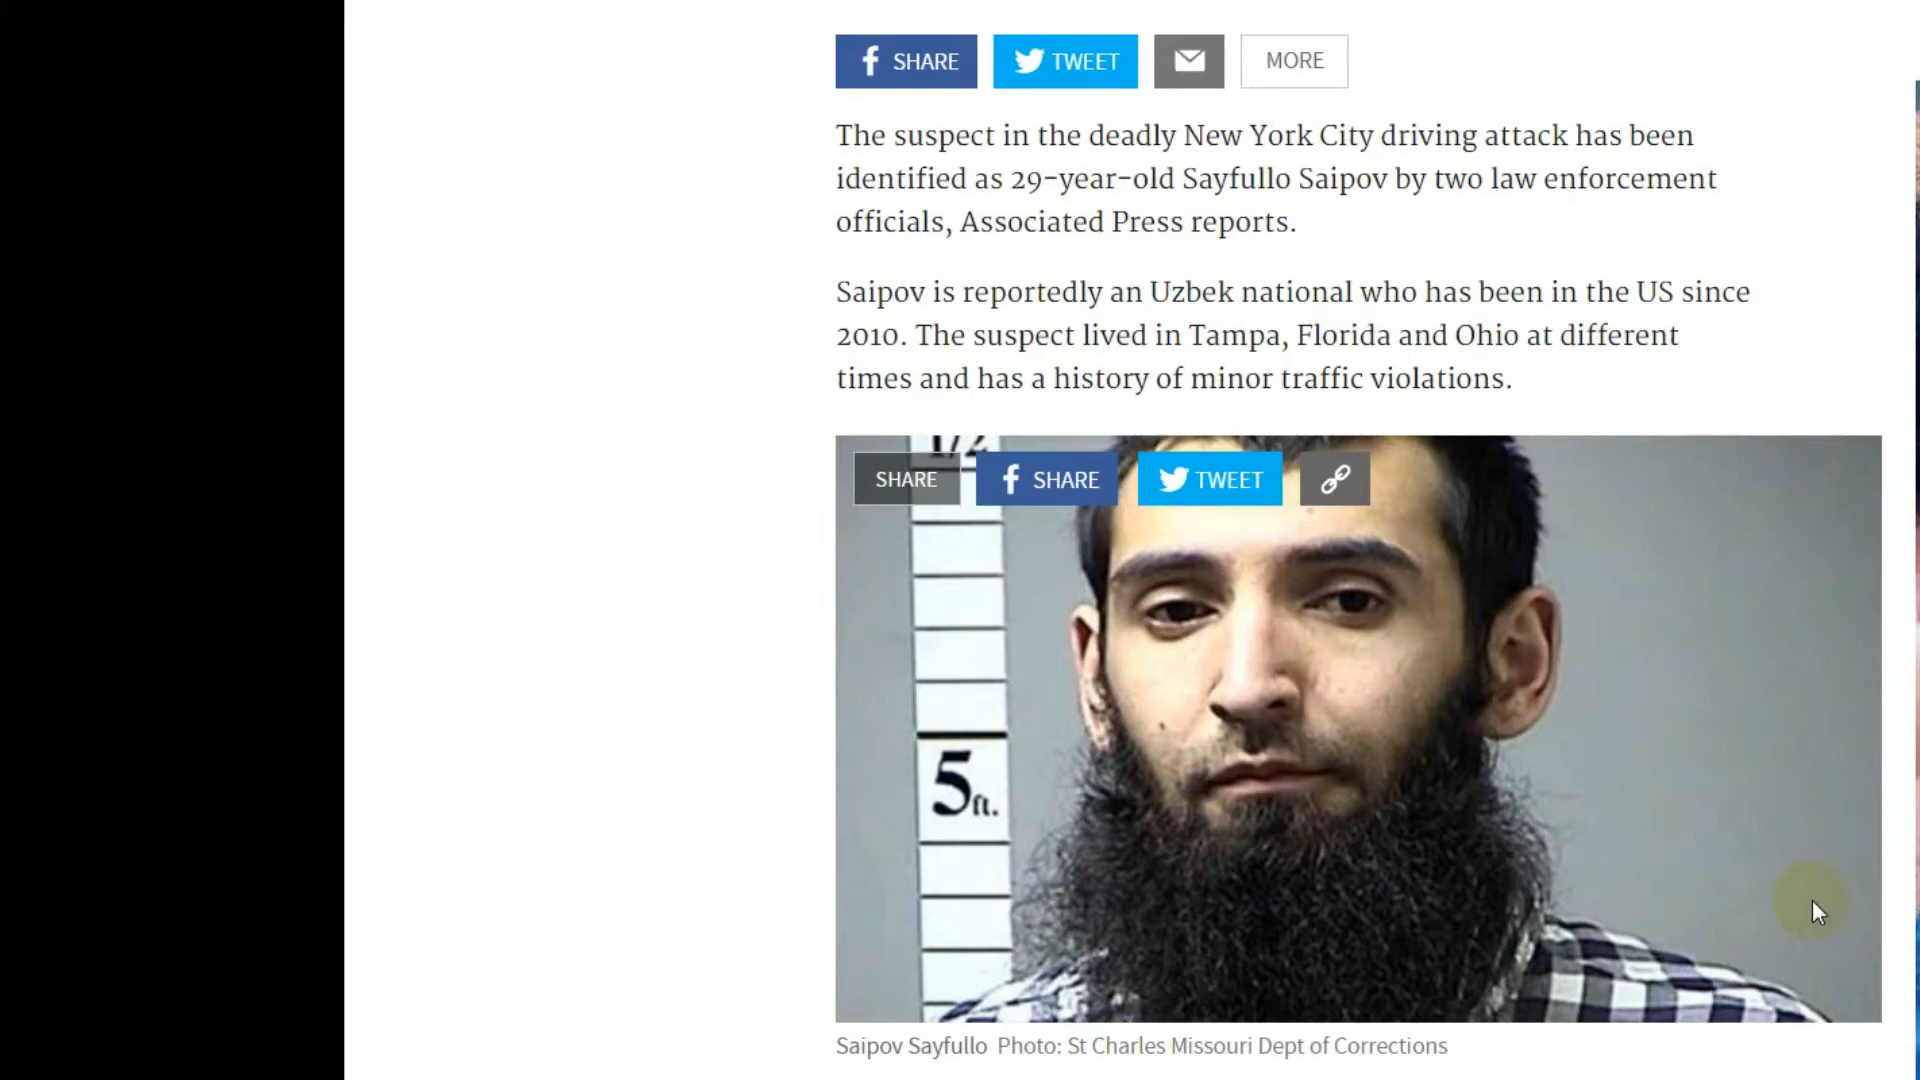 SHARE TWEET MORE
The suspect in the deadly New York City driving attack has been
identified as 29-year-old Sayfullo Saipov by two law enforcement
officials, Associated Press reports.
Saipov is reportedly an Uzbek national who has been in the US since
2010. The suspect lived in Tampa, Florida and Ohio at different
times and has a history of minor traffic violations.
1/2
SHARE SHARE TWEET
5ft.
Saipov Sayfullo Photo: St Charles Missouri Dept of Corrections